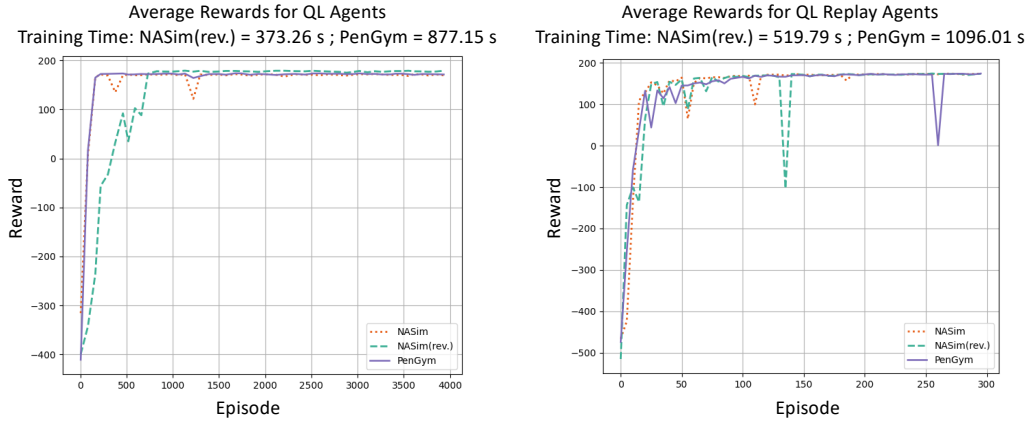 Average Rewards for QL Agents
Training Time: NASim(rev.) = 373.26 s ; PenGym = 877.15 s
200
100
0
−100
−200
−300
−400
Reward
0
500
1000
1500
2000
2500
3000
3500
4000
Episode
NASim
NASim(rev.)
PenGym
Average Rewards for QL Replay Agents
Training Time: NASim(rev.) = 519.79 s ; PenGym = 1096.01 s
200
100
0
−100
−200
−300
−400
−500
Reward
0
50
100
150
200
250
300
Episode
NASim
NASim(rev.)
PenGym